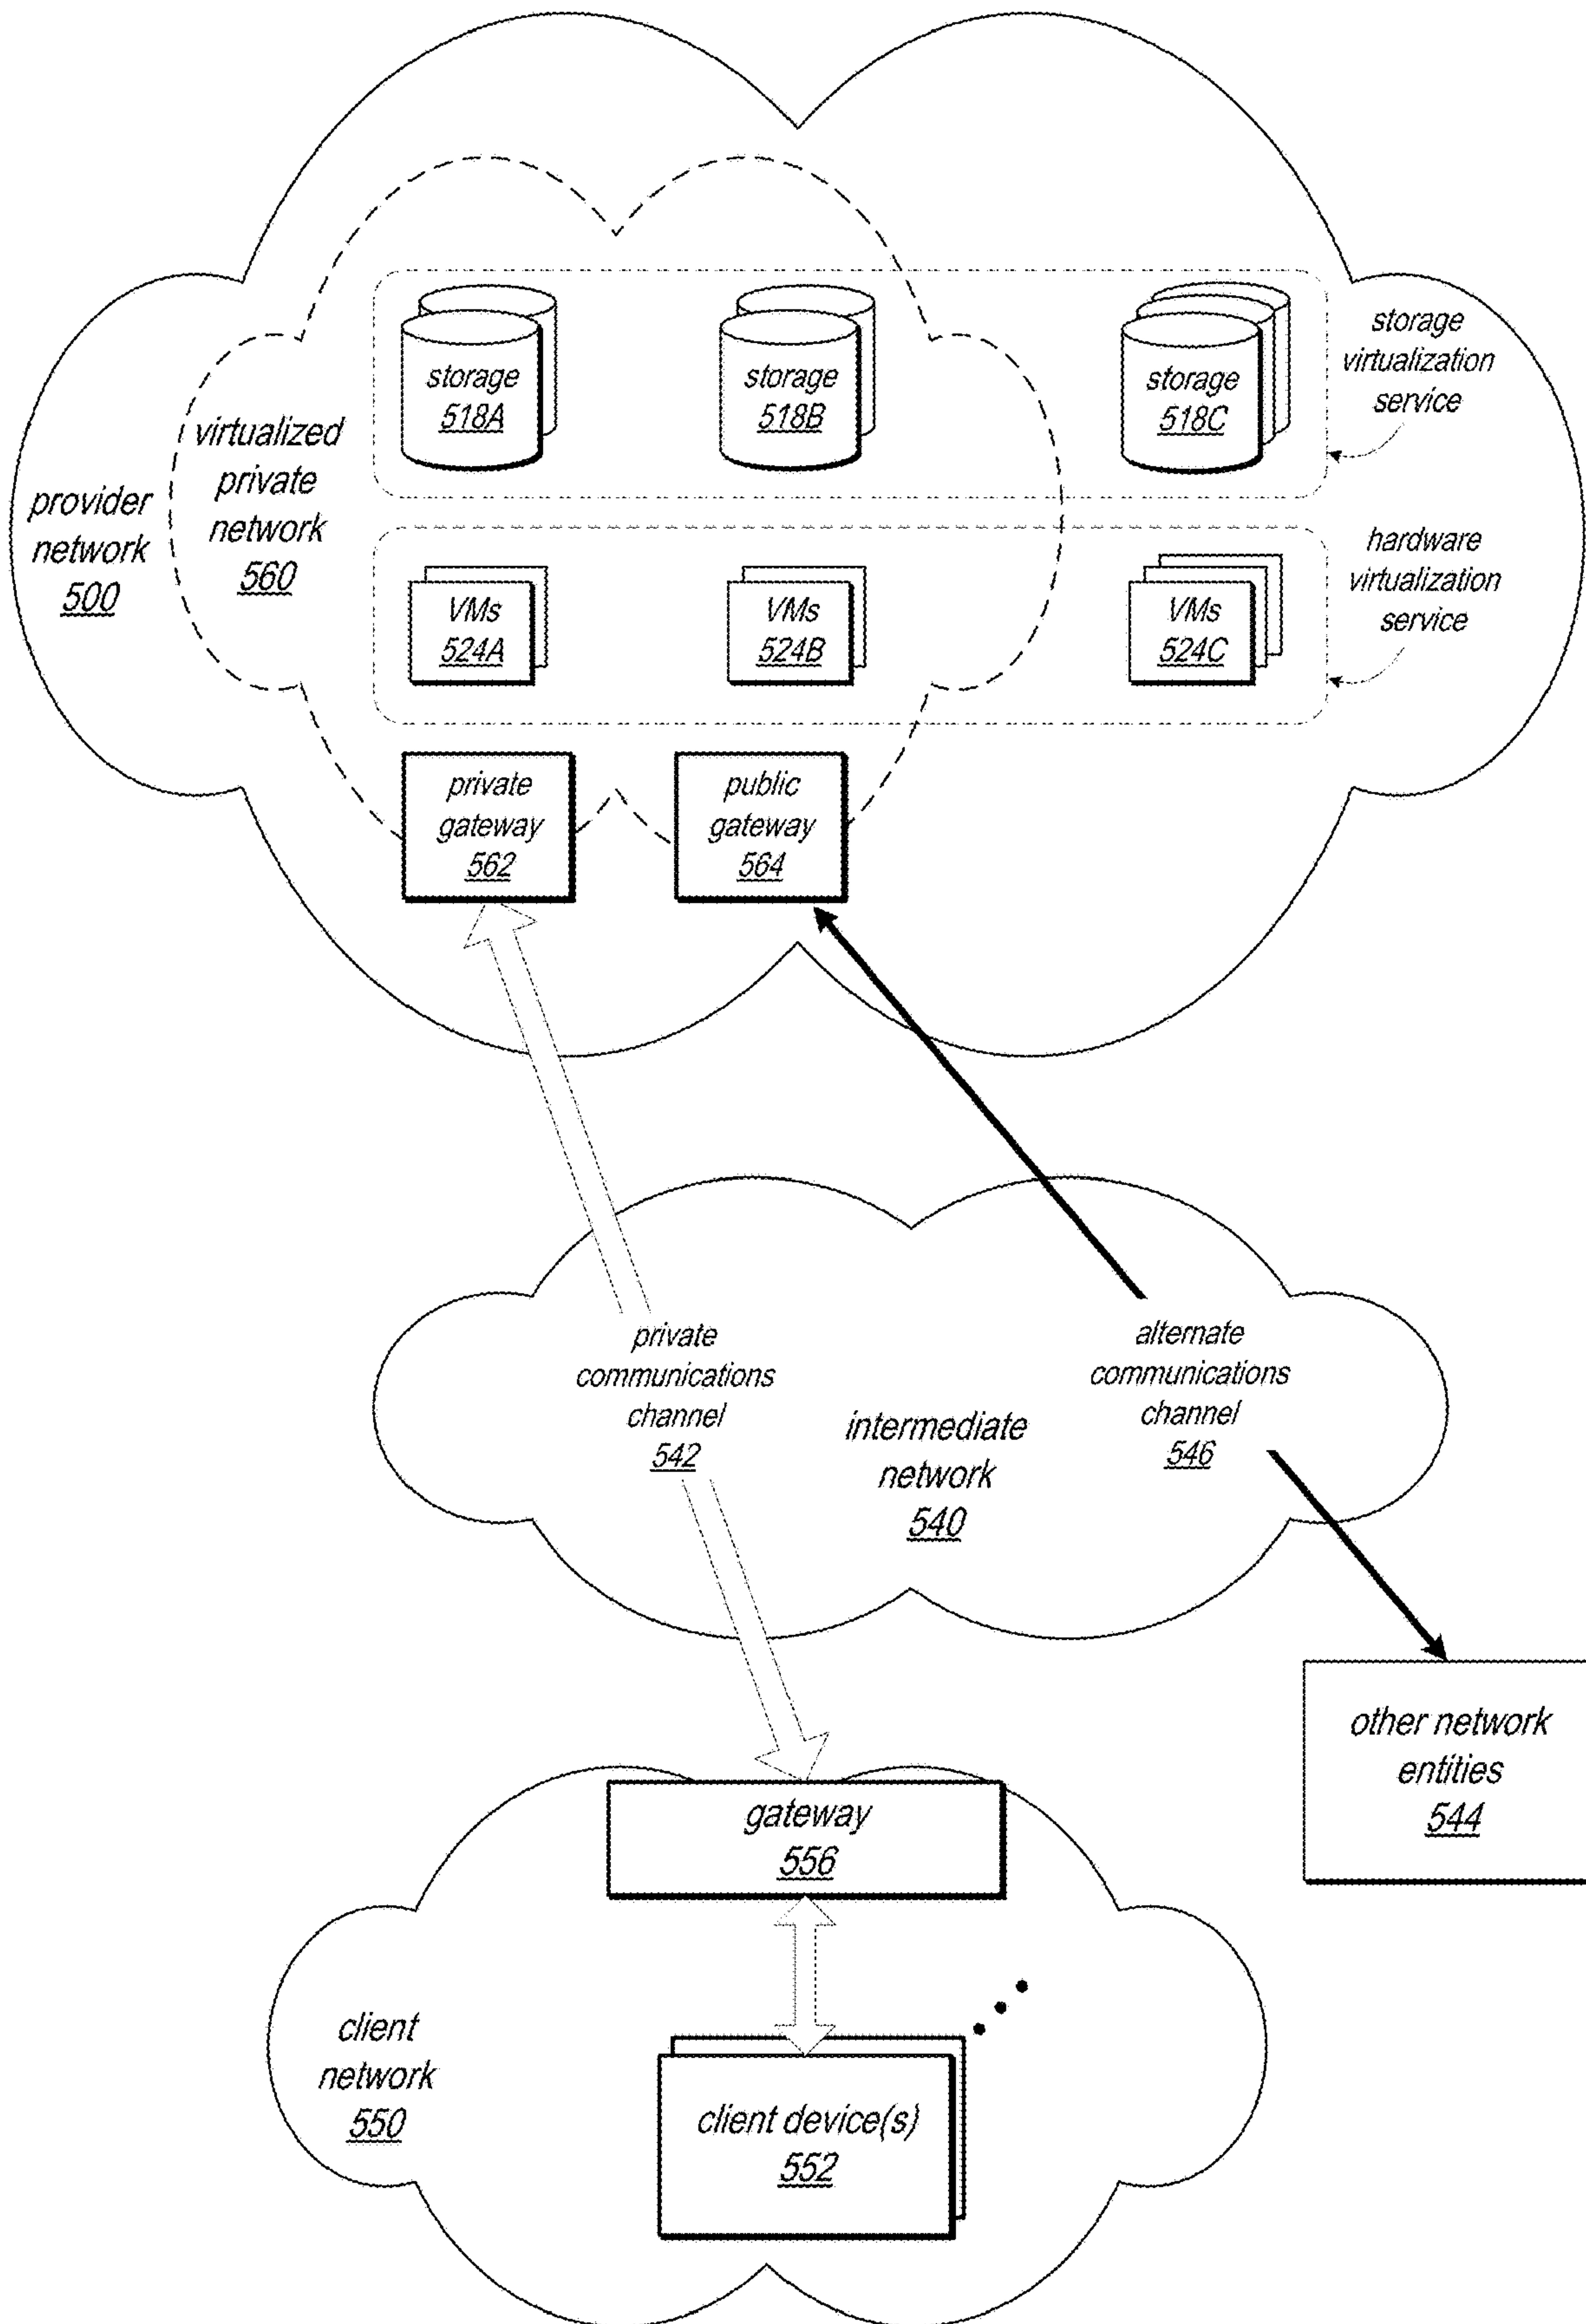 storage
518A
storage
518B
storage
518C
storage
virtualization
service
virtualized
private
network
560
provider
network
500
VMs
524A
VMs
524B
VMs
524C
hardware
virtualization
service
private
gateway
562
public
gateway
564
private
communications
channel
542
alternate
communications
channel
546
intermediate
network
540
other network
entities
544
gateway
556
client
network
550
client device(s)
552